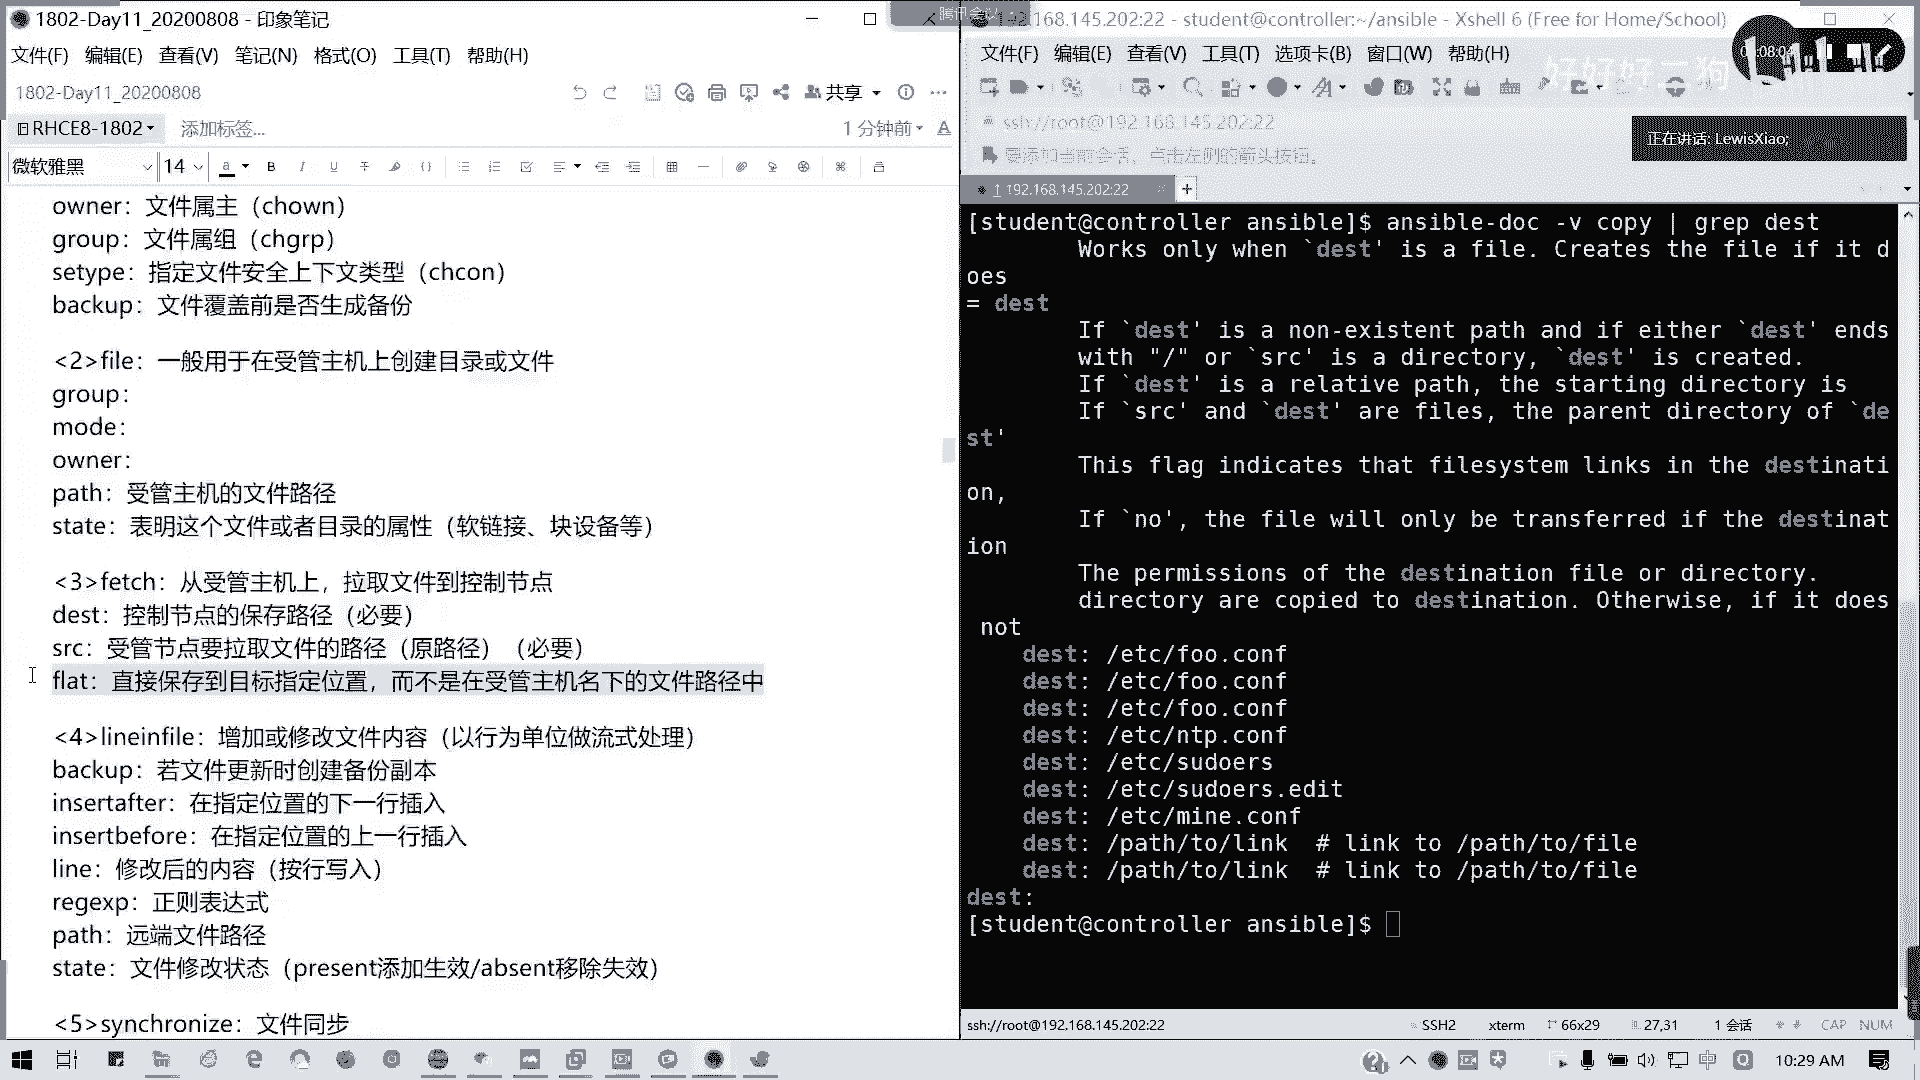 1802-Day11_20200808 - 印象笔记
文件(F) 编辑(E) 查看(V) 笔记(N) 格式(O) 工具(T) 帮助(H)
1802-Day11_20200808
共享
RHCE8-1802
添加标签...
1 分钟前
微软雅黑
14
owner：文件属主（chown）
group：文件属组（chgrp）
setype：指定文件安全上下文类型（chcon）
backup：文件覆盖前是否生成备份
<2>file：一般用于在受管主机上创建目录或文件
group：
mode：
owner：
path：受管主机的文件路径
state：表明这个文件或者目录的属性（软链接、块设备等）
<3>fetch：从受管主机上，拉取文件到控制节点
dest：控制节点的保存路径（必要）
src：受管节点要拉取文件的路径（原路径）（必要）
flat：直接保存到目标指定位置，而不是在受管主机名下的文件路径中
<4>lineinfile：增加或修改文件内容（以行为单位做流式处理）
backup：若文件更新时创建备份副本
insertafter：在指定位置的下一行插入
insertbefore：在指定位置的上一行插入
line：修改后的内容（按行写入）
regexp：正则表达式
path：远端文件路径
state：文件修改状态（present添加生效/absent移除失效）
<5>synchronize：文件同步
腾讯会议
192.168.145.202:22 - student@controller:~/ansible - Xshell 6 (Free for Home/School)
文件(F) 编辑(E) 查看(V) 工具(T) 选项卡(B) 窗口(W) 帮助(H)
:08:04
好好好二狗
ssh://root@192.168.145.202:22
正在讲话: LewisXiao;
要添加当前会话，点击左侧的箭头按钮。
1 192.168.145.202:22
[student@controller ansible]$ ansible-doc -v copy | grep dest
Works only when `dest' is a file. Creates the file if it d
oes
= dest
If `dest' is a non-existent path and if either `dest' ends
with "/" or `src' is a directory, `dest' is created.
If `dest' is a relative path, the starting directory is
If `src' and `dest' are files, the parent directory of `de
st'
This flag indicates that filesystem links in the destinati
on,
If `no', the file will only be transferred if the destinat
ion
The permissions of the destination file or directory.
directory are copied to destination. Otherwise, if it does
not
dest: /etc/foo.conf
dest: /etc/foo.conf
dest: /etc/foo.conf
dest: /etc/ntp.conf
dest: /etc/sudoers
dest: /etc/sudoers.edit
dest: /etc/mine.conf
dest: /path/to/link # link to /path/to/file
dest: /path/to/link # link to /path/to/file
dest:
[student@controller ansible]$
ssh://root@192.168.145.202:22 SSH2 xterm 66x29 27,31 1 会话 CAP NUM
中
10:29 AM